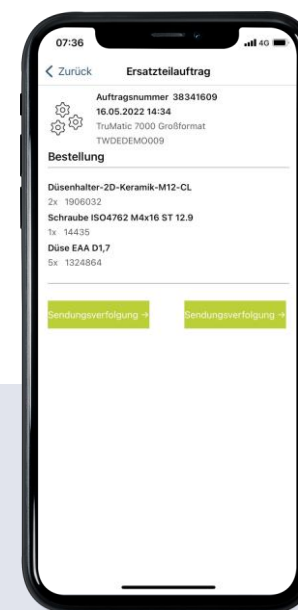 07:36
4G
Zurück Ersatzteilauftrag
Auftragsnummer 38341609
16.05.2022 14:34
TruMatic 7000 Großformat
TWDEDEMO009
Bestellung
Düsenhalter-2D-Keramik-M12-CL
2x 1906032
Schraube ISO4762 M4x16 ST 12.9
1x 14435
Düse EAA D1,7
5x 1324864
Sendungsverfolgung → Sendungsverfolgung →